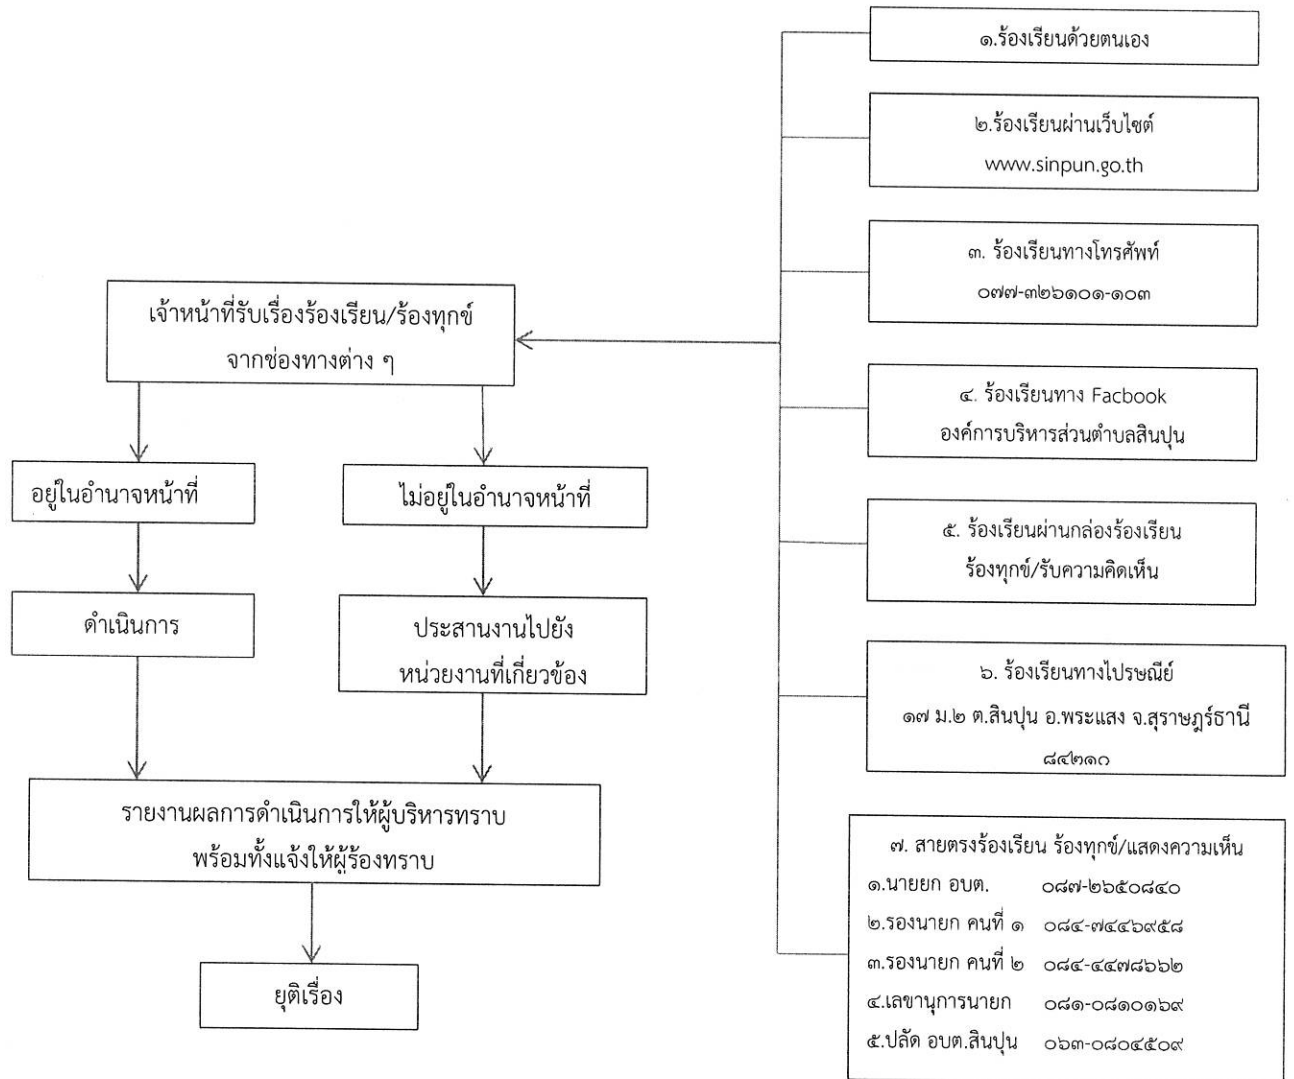 ๑.ร้องเรียนด้วยตนเอง
๒.ร้องเรียนผ่านเว็บไซต์
www.sinpun.go.th
๓. ร้องเรียนทางโทรศัพท์
๐๗๗-๓๒๖๑๐๑-๑๐๓
เจ้าหน้าที่รับเรื่องร้องเรียน/ร้องทุกข์
จากช่องทางต่าง ๆ
๔. ร้องเรียนทาง Facbook
องค์การบริหารส่วนตำบลสินปุน
อยู่ในอำนาจหน้าที่
ไม่อยู่ในอำนาจหน้าที่
๕. ร้องเรียนผ่านกล่องร้องเรียน
ร้องทุกข์/รับความคิดเห็น
ดำเนินการ
ประสานงานไปยัง
หน่วยงานที่เกี่ยวข้อง
๖. ร้องเรียนทางไปรษณีย์
๑๗ ม.๒ ต.สินปุน อ.พระแสง จ.สุราษฎร์ธานี
๘๔๒๑๐
รายงานผลการดำเนินการให้ผู้บริหารทราบ
พร้อมทั้งแจ้งให้ผู้ร้องทราบ
๗. สายตรงร้องเรียน ร้องทุกข์/แสดงความเห็น
๑.นายยก อบต. ๐๘๗-๒๖๕๐๘๔๐
๒.รองนายก คนที่ ๑ ๐๘๔-๗๔๔๖๙๕๘
๓.รองนายก คนที่ ๒ ๐๘๔-๔๔๗๘๖๖๒
๔.เลขานุการนายก ๐๘๑-๐๘๑๐๑๖๙
๕.ปลัด อบต.สินปุน ๐๖๓-๐๘๐๔๕๐๙
ยุติเรื่อง